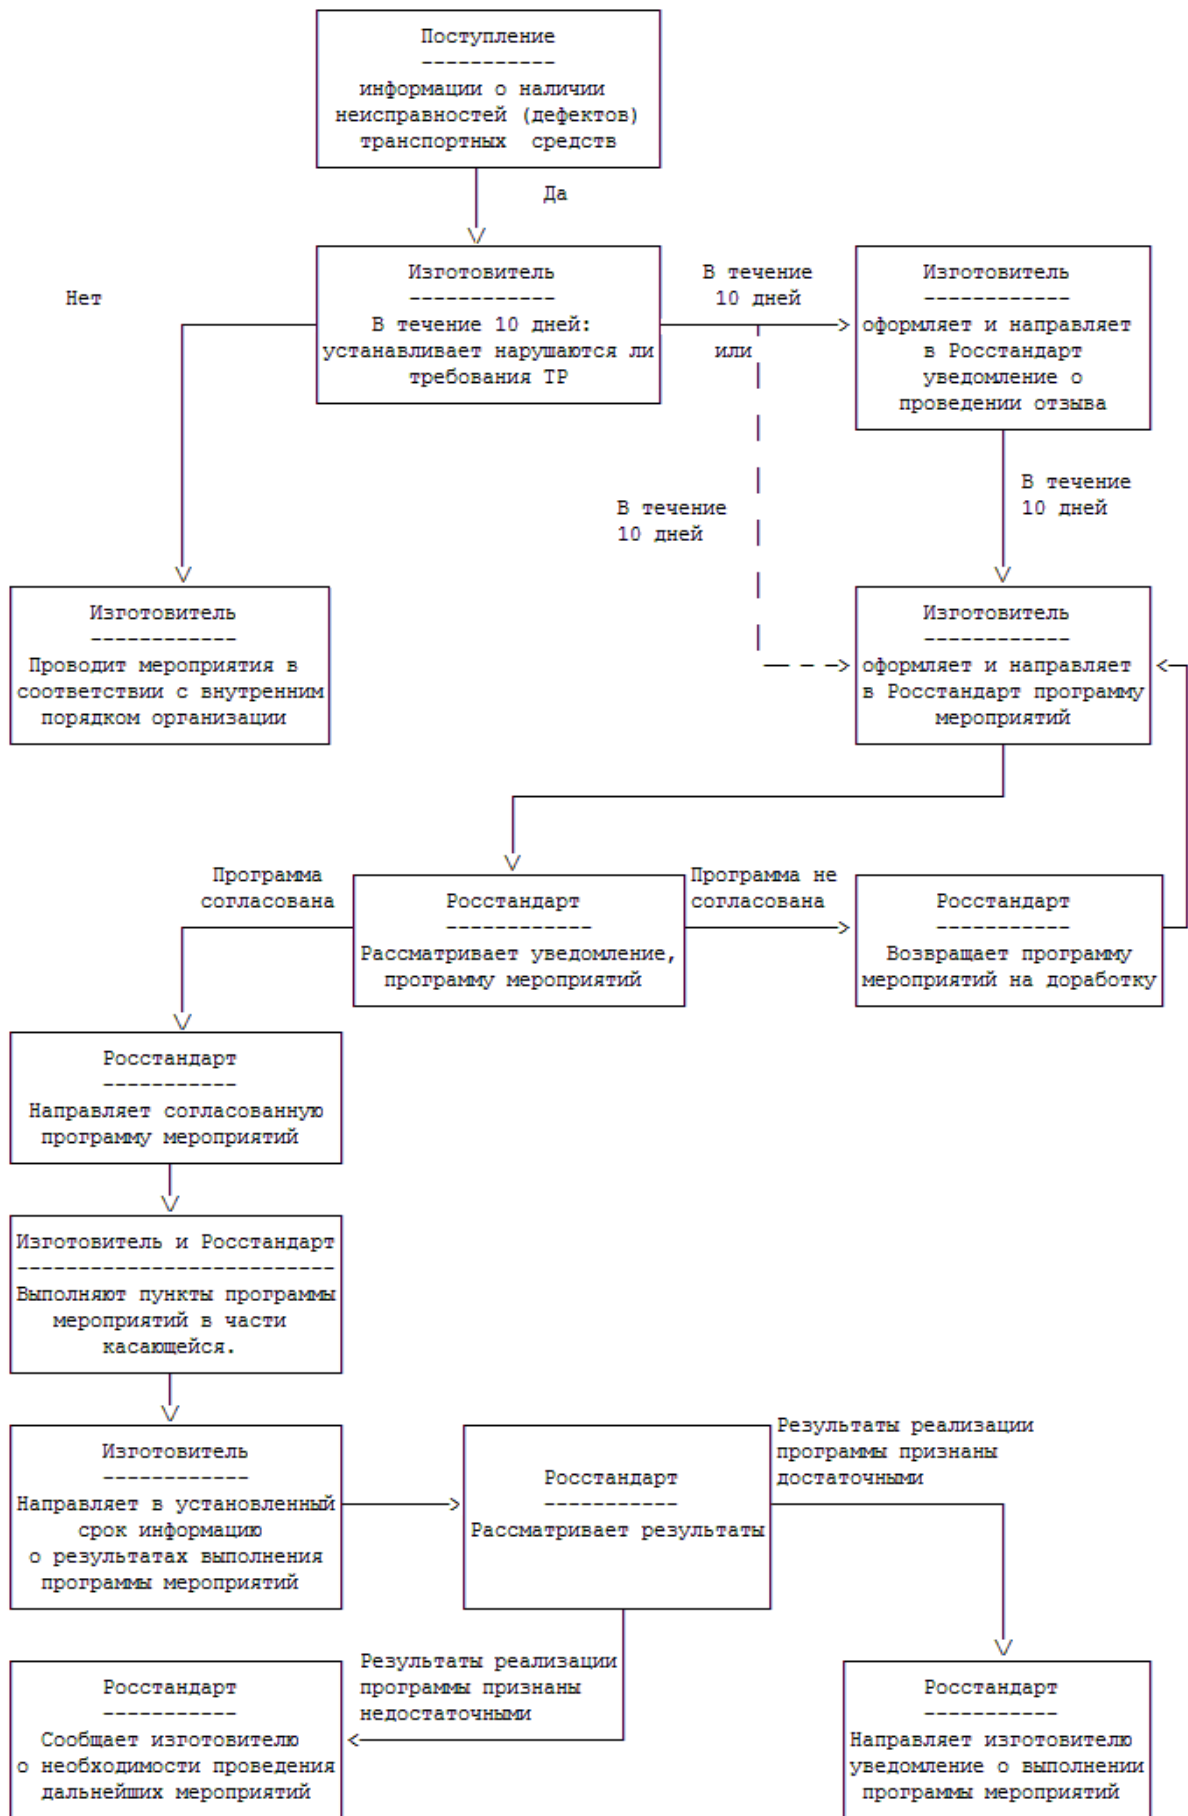 Поступление
-----------
информации о наличии
неисправностей (дефектов)
транспортных средств
Да
Изготовитель
------------
В течение 10 дней:
устанавливает нарушаются ли
требования ТР
Нет
В течение
10 дней
или
Изготовитель
------------
оформляет и направляет
в Росстандарт
уведомление о
проведении отзыва
В течение
10 дней
В течение
10 дней
Изготовитель
------------
Проводит мероприятия в
соответствии с внутренним
порядком организации
Изготовитель
------------
оформляет и направляет
в Росстандарт программу
мероприятий
Программа
согласована
Росстандарт
------------
Рассматривает уведомление,
программу мероприятий
Программа не
согласована
Росстандарт
-----------
Возвращает программу
мероприятий на доработку
Росстандарт
-----------
Направляет согласованную
программу мероприятий
Изготовитель и Росстандарт
--------------------------
Выполняют пункты программы
мероприятий в части
касающейся.
Изготовитель
------------
Направляет в установленный
срок информацию
о результатах выполнения
программы мероприятий
Росстандарт
-----------
Рассматривает результаты
Результаты реализации
программы признаны
достаточными
Результаты реализации
программы признаны
недостаточными
Росстандарт
-----------
Сообщает изготовителю
о необходимости проведения
дальнейших мероприятий
Росстандарт
-----------
Направляет изготовителю
уведомление о выполнении
программы мероприятий